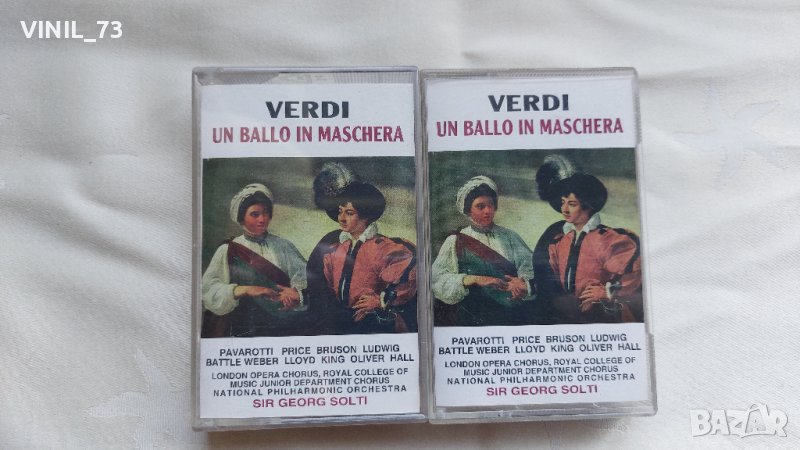 VINIL_73
VERDI
UN BALLO IN MASCHERA
PAVAROTTI PRICE BRUSON LUDWIG
BATTLE WEBER LLOYD KING OLIVER HALL
LONDON OPERA CHORUS, ROYAL COLLEGE OF
MUSIC JUNIOR DEPARTMENT CHORUS
NATIONAL PHILHARMONIC ORCHESTRA
SIR GEORG SOLTI
VERDI
UN BALLO IN MASCHERA
PAVAROTTI PRICE BRUSON LUDWIG
BATTLE WEBER LLOYD KING OLIVER HALL
LONDON OPERA CHORUS, ROYAL COLLEGE OF
MUSIC JUNIOR DEPARTMENT CHORUS
NATIONAL PHILHARMONIC ORCHESTRA
SIR GEORG SOLTI
BAZAR